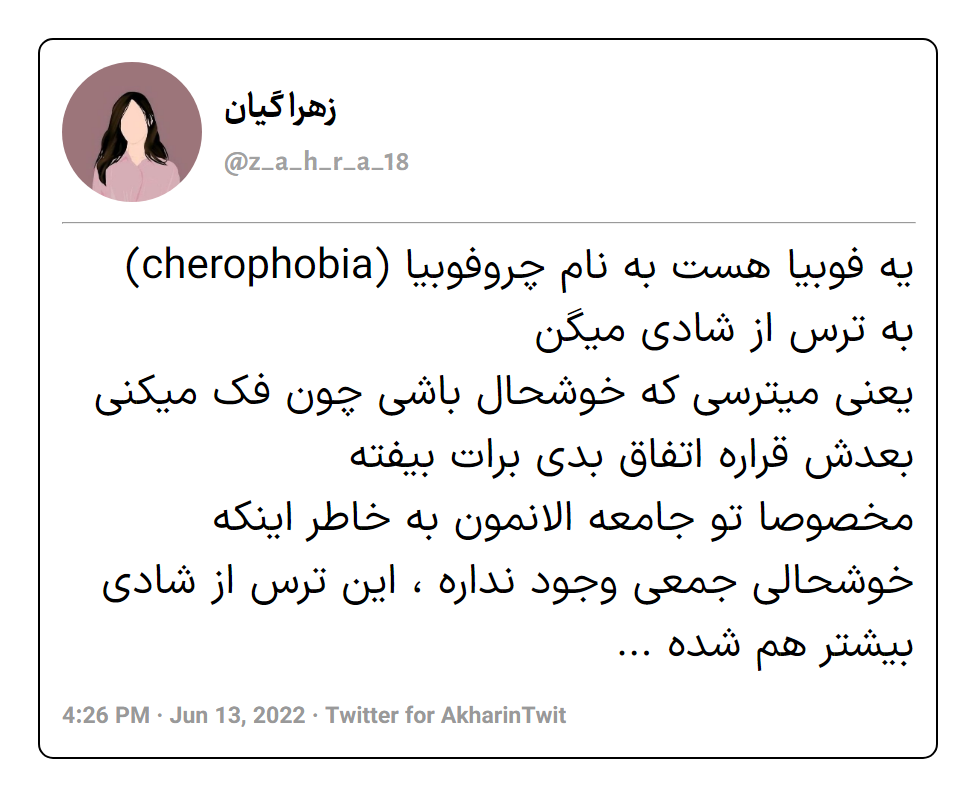 زهرا گیان
@z_a_h_r_a_18
یه فوبیا هست به نام چروفوبیا (cherophobia)
به ترس از شادی میگن
یعنی میترسی که خوشحال باشی چون فک میکنی
بعدش قراره اتفاق بدی برات بیفته
مخصوصا تو جامعه الانمون به خاطر اینکه
خوشحالی جمعی وجود نداره ، این ترس از شادی
بیشتر هم شده ...
4:26 PM · Jun 13, 2022 · Twitter for AkharinTwit